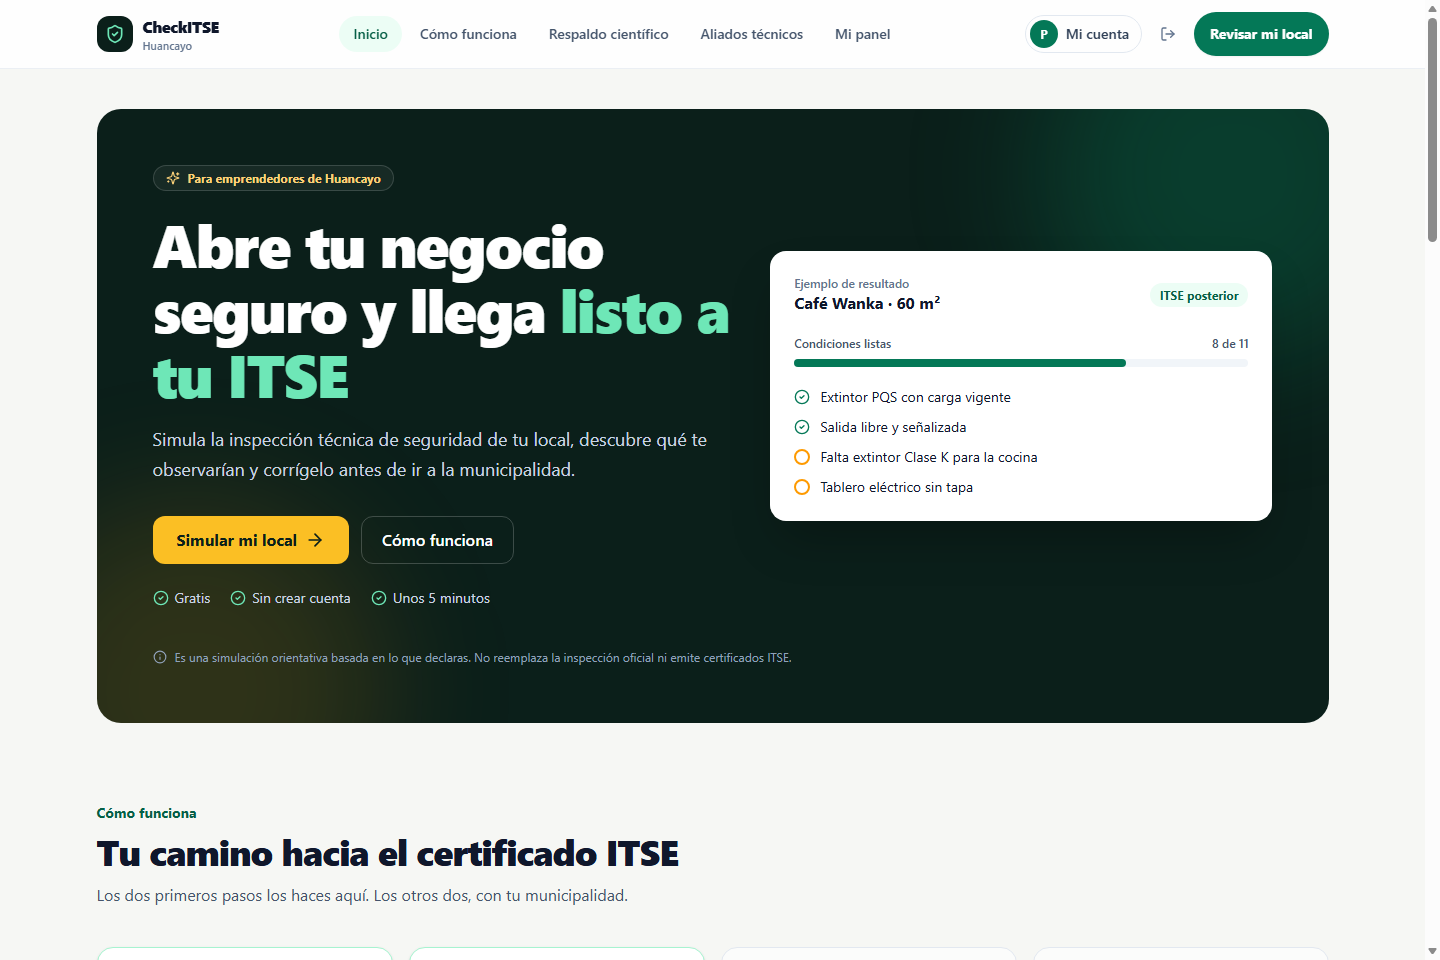 CheckITSE
Huancayo
Inicio
Cómo funciona
Respaldo científico
Aliados técnicos
Mi panel
P
Mi cuenta
Revisar mi local
Para emprendedores de Huancayo
Abre tu negocio
seguro y llega listo a
tu ITSE
Simula la inspección técnica de seguridad de tu local, descubre qué te
observarían y corrígelo antes de ir a la municipalidad.
Simular mi local
Cómo funciona
Gratis
Sin crear cuenta
Unos 5 minutos
Es una simulación orientativa basada en lo que declaras. No reemplaza la inspección oficial ni emite certificados ITSE.
Ejemplo de resultado
Café Wanka · 60 m²
ITSE posterior
Condiciones listas
8 de 11
Extintor PQS con carga vigente
Salida libre y señalizada
Falta extintor Clase K para la cocina
Tablero eléctrico sin tapa
Cómo funciona
Tu camino hacia el certificado ITSE
Los dos primeros pasos los haces aquí. Los otros dos, con tu municipalidad.